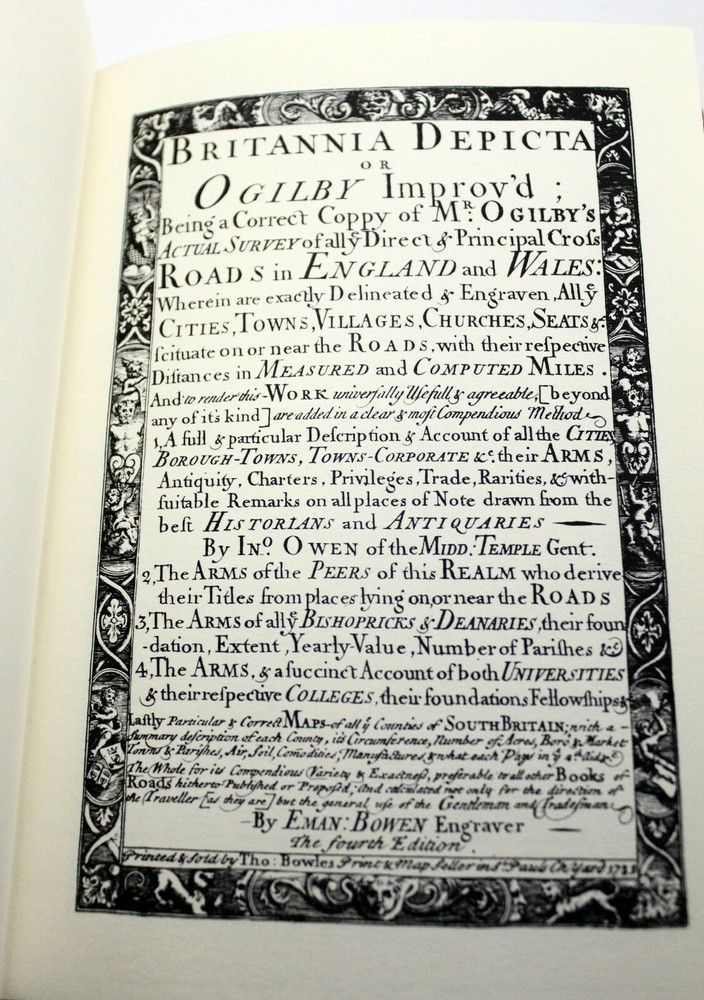 BRITANNIA DEPICTA
OR
OGILBY Improv'd ;
Being a Correct Coppy of Mr. OGILBY'S
ACTUAL SURVEY of all ye Direct & Principal Croſs
ROADS in ENGLAND and WALES:
Wherein are exactly Delineated & Engraven, All ye
CITIES, TOWNS, VILLAGES, CHURCHES, SEATS &c.
ſcituate on or near the ROADS, with their reſpective
Diſtances in MEASURED and COMPUTED MILES .
And to render this WORK univerſally Uſefull & agreeable, [beyond
any of its kind] are added in a clear & moſt Compendious Method
1, A full & particular Deſcription & Account of all the CITIES,
BOROUGH-TOWNS, TOWNS-CORPORATE &c. their ARMS,
Antiquity, Charters, Privileges, Trade, Rarities, &c. with
ſuitable Remarks on all places of Note drawn from the
beſt HISTORIANS and ANTIQUARIES
By Ino. OWEN of the MIDD: TEMPLE Gent.
2, The ARMS of the PEERS of this REALM who derive
their Titles from places lying on, or near the ROADS
3, The ARMS of all ye BISHOPRICKS & DEANARIES, their foun
-dation, Extent, Yearly-Value, Number of Pariſhes &c.
4, The ARMS, & a ſuccinct Account of both UNIVERSITIES
& their reſpective COLLEGES, their foundations Fellowſhips &c.
Laſtly Particular & Correct MAPS of all ye Counties of SOUTH BRITAIN; with a -
Summary deſcription of each County, its Circumference, Number of Acres, Boro' & Market
Towns & Pariſhes, Air, Soil, Comodities, Manufactures & what each Pays in ye 4s. Aid &c.
The Whole for its Compendious Variety & Exactneſs, preferable to all other Books of
Roads hitherto Publiſhed or Propoſ'd; And calculated not only for the direction of
the Traveller [as they are] but the general uſe of the Gentleman and Tradeſman
By EMAN: BOWEN Engraver
The fourth Edition.
Printed & Sold by Tho: Bowles Print & Map Seller in St. Pauls Ch. Yard